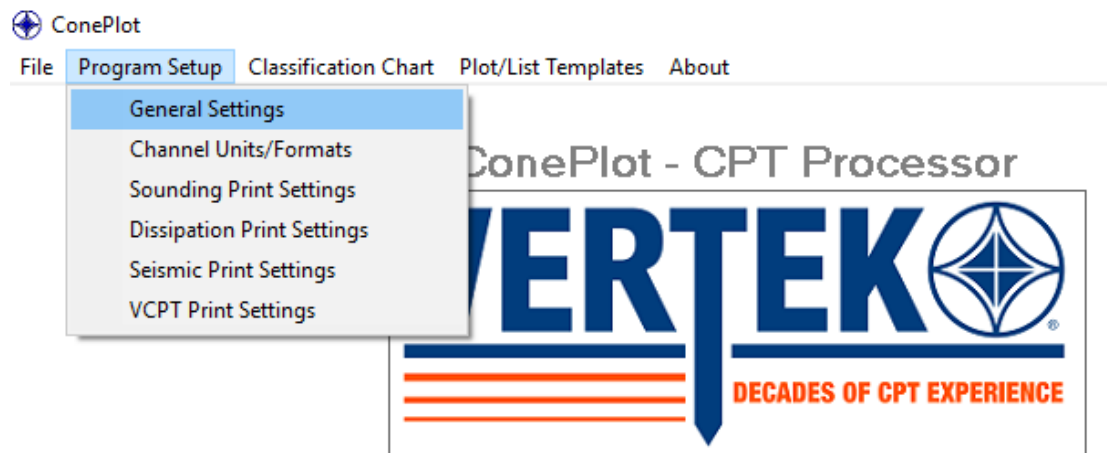 ConePlot
File Program Setup Classification Chart Plot/List Templates About
General Settings
Channel Units/Formats
Sounding Print Settings
Dissipation Print Settings
Seismic Print Settings
VCPT Print Settings
ConePlot - CPT Processor
VERTEK
®
DECADES OF CPT EXPERIENCE